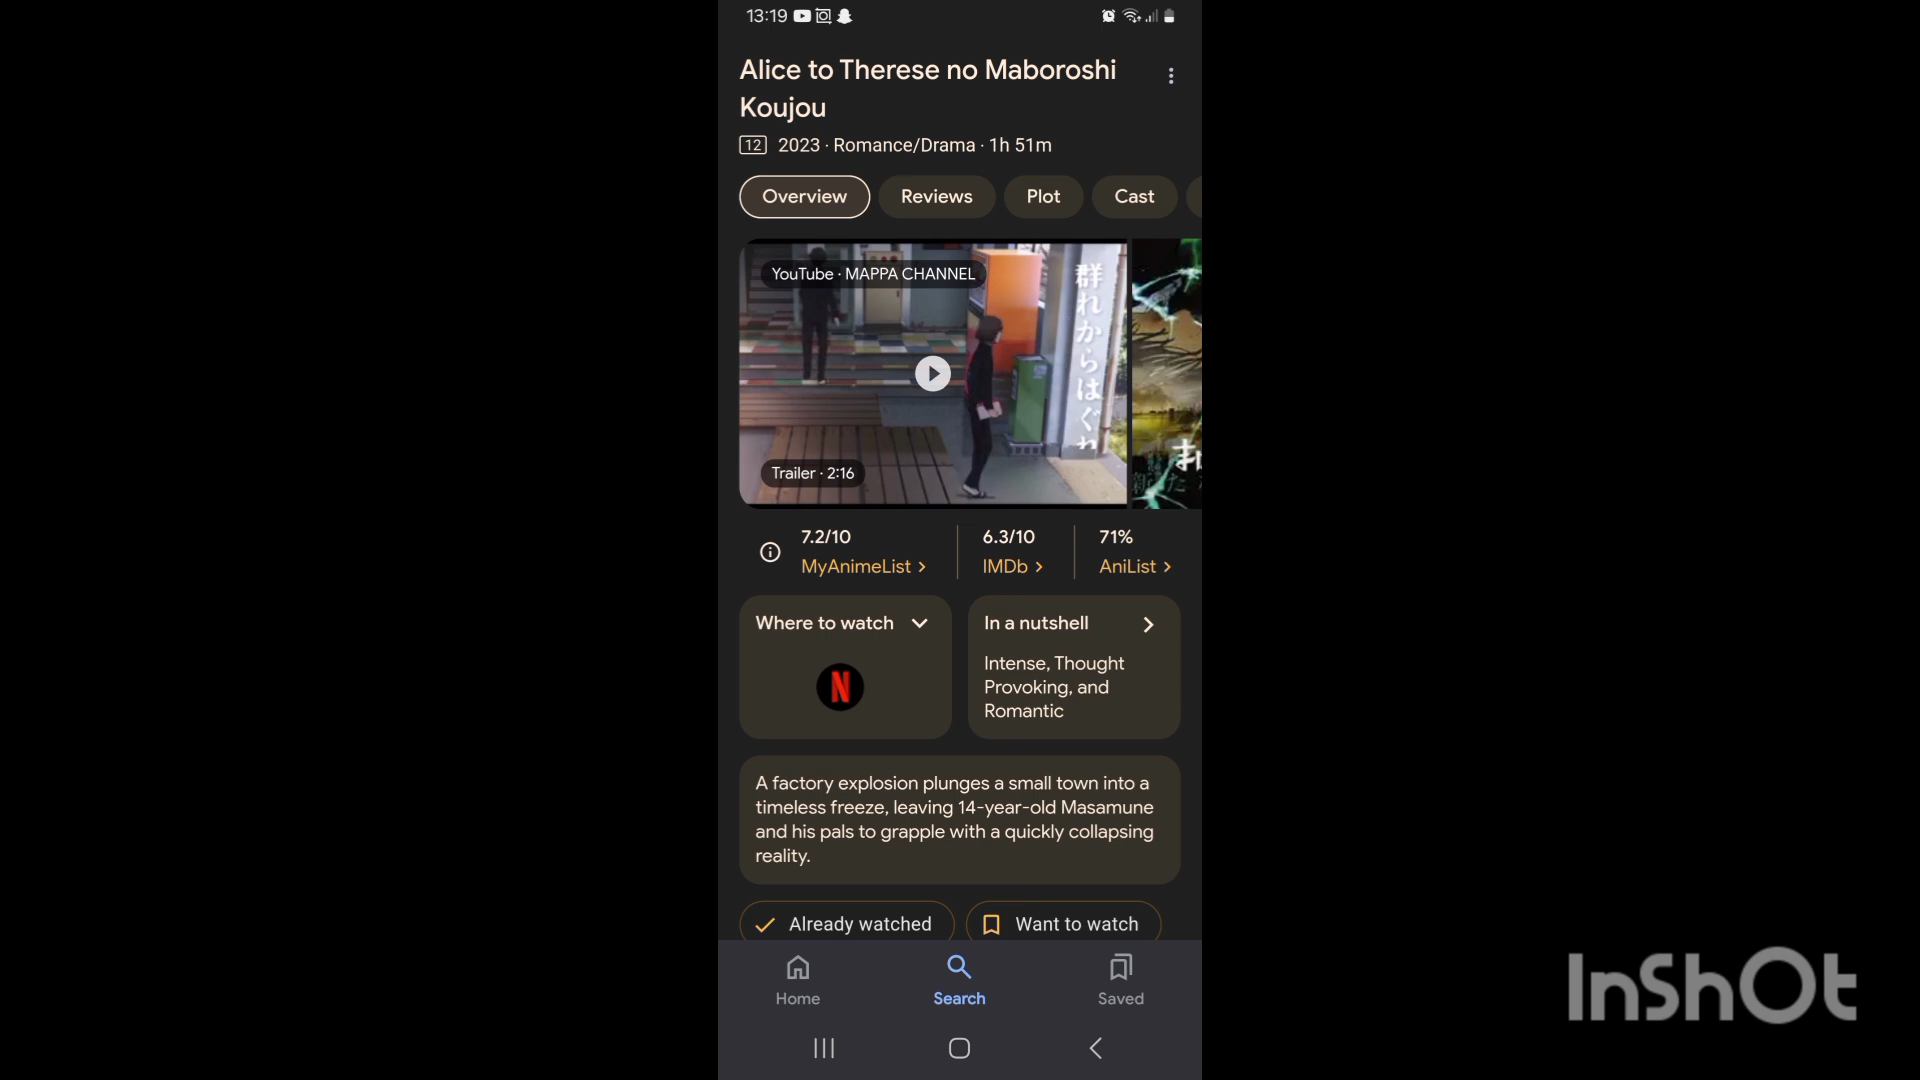 13:19
Alice to Therese no Maboroshi
Koujou
12 2023 · Romance/Drama · 1h 51m
Overview Reviews Plot Cast
YouTube · MAPPA CHANNEL
群れからはぐれ
Trailer · 2:16
7.2/10 6.3/10 71%
MyAnimeList IMDb AniList
Where to watch In a nutshell
N
Intense, Thought
Provoking, and
Romantic
A factory explosion plunges a small town into a
timeless freeze, leaving 14-year-old Masamune
and his pals to grapple with a quickly collapsing
reality.
Already watched Want to watch
Home Search Saved
InShOt